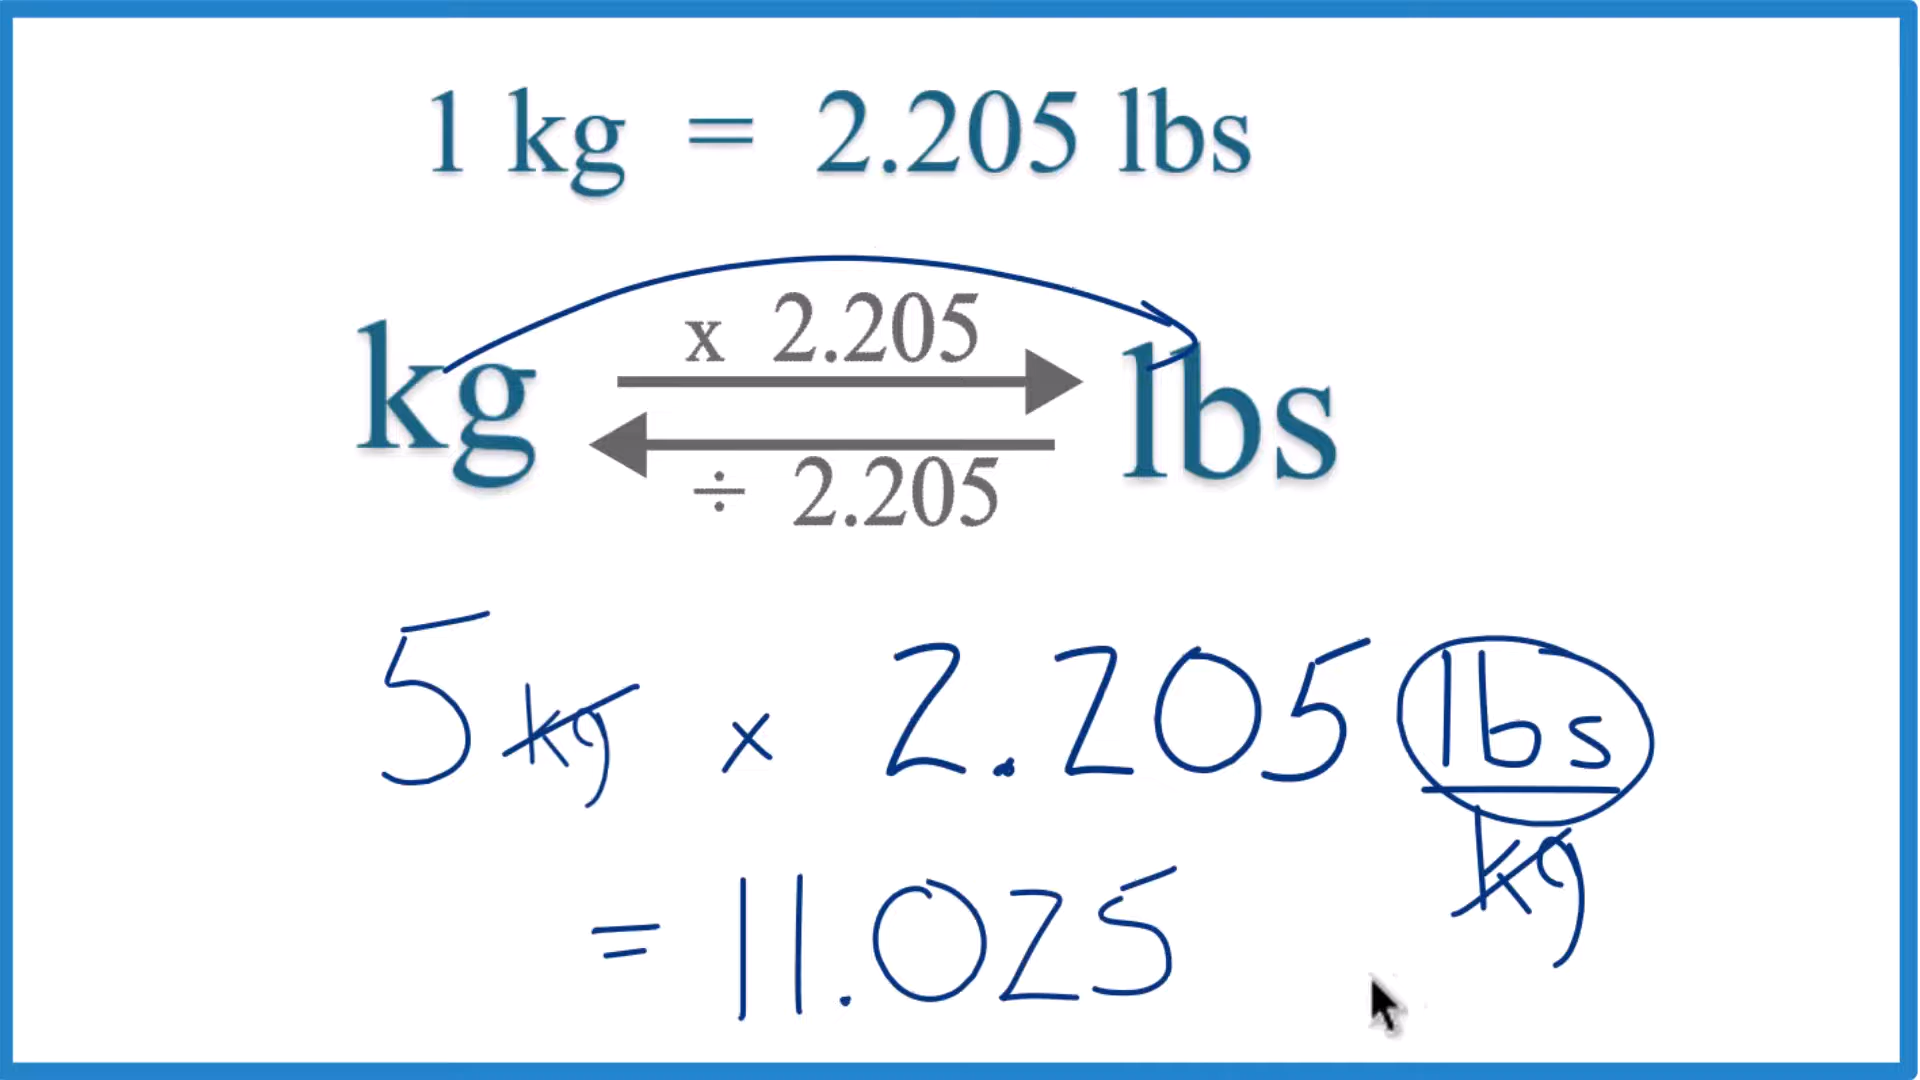 1 kg = 2.205 lbs
x 2.205
kg lbs
÷ 2.205
5 kg x 2.205 lbs
kg
= 11.025